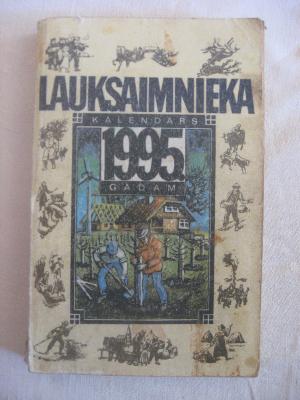 LAUKSAIMNIEKA
KALENDĀRS
1995.
GADAM